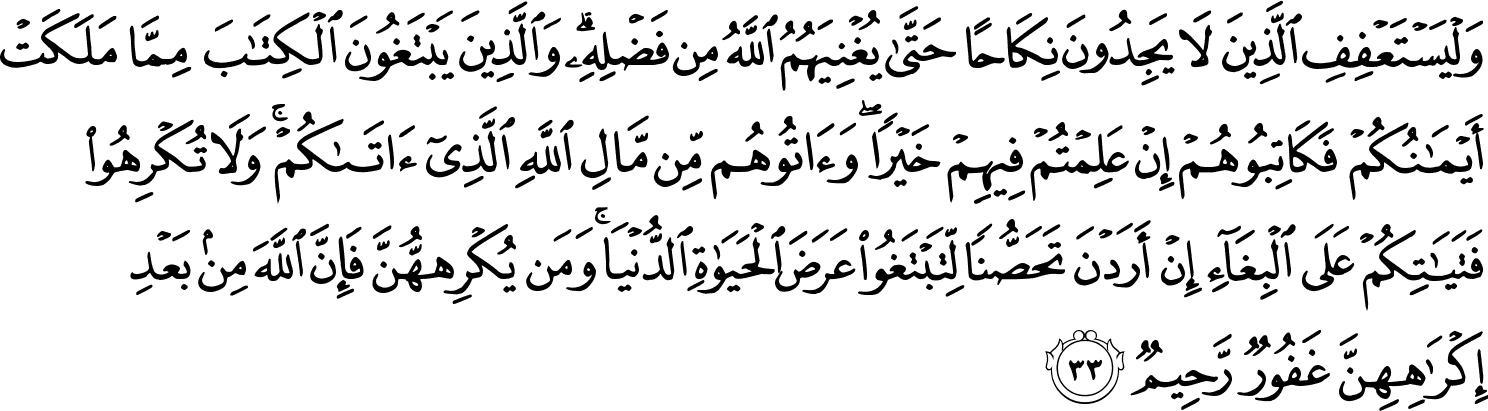 وَلْيَسْتَعْفِفِ ٱلَّذِينَ لَا يَجِدُونَ نِكَاحًا حَتَّىٰ يُغْنِيَهُمُ ٱللَّهُ مِن فَضْلِهِۦۗ وَٱلَّذِينَ يَبْتَغُونَ ٱلْكِتَٰبَ مِمَّا مَلَكَتْ
أَيْمَٰنُكُمْ فَكَاتِبُوهُمْ إِنْ عَلِمْتُمْ فِيهِمْ خَيْرًاۖ وَءَاتُوهُم مِّن مَّالِ ٱللَّهِ ٱلَّذِىٓ ءَاتَىٰكُمْۚ وَلَا تُكْرِهُوا۟
فَتَيَٰتِكُمْ عَلَى ٱلْبِغَآءِ إِنْ أَرَدْنَ تَحَصُّنًا لِّتَبْتَغُوا۟ عَرَضَ ٱلْحَيَوٰةِ ٱلدُّنْيَاۚ وَمَن يُكْرِههُّنَّ فَإِنَّ ٱللَّهَ مِنۢ بَعْدِ
إِكْرَٰهِهِنَّ غَفُورٌ رَّحِيمٌ ٣٣